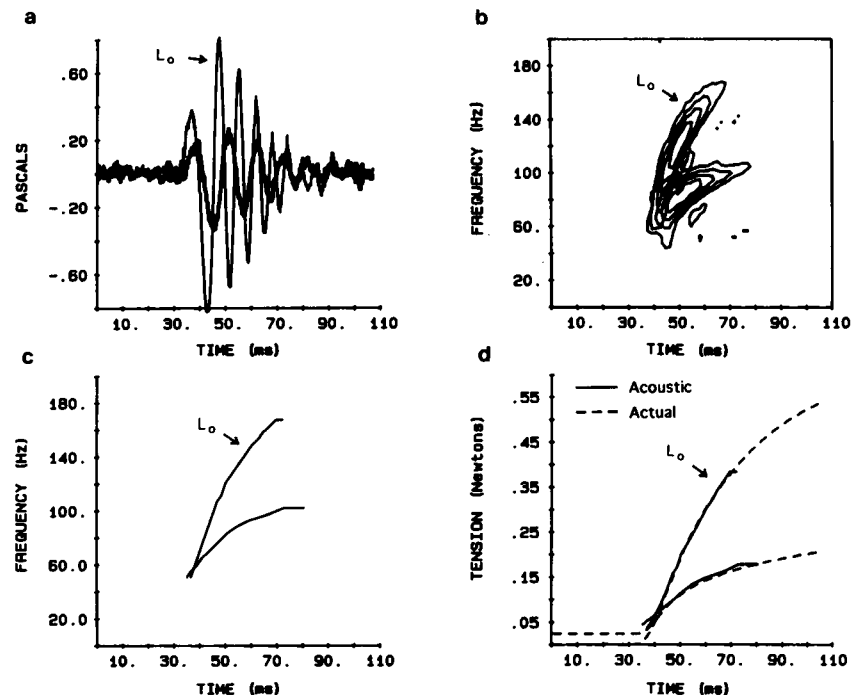 a
L₀
.60
.20
-.20
-.60
PASCALS
10. 30. 50. 70. 90. 110
TIME (ms)
b
L₀
180
140
100
60.
20.
FREQUENCY (Hz)
10. 30. 50. 70. 90. 110
TIME (ms)
c
L₀
180.
140.
100.
60.0
20.0
FREQUENCY (Hz)
10. 30. 50. 70. 90. 110
TIME (ms)
d
Acoustic
Actual
L₀
.55
.45
.35
.25
.15
.05
TENSION (Newtons)
10. 30. 50. 70. 90. 110
TIME (ms)